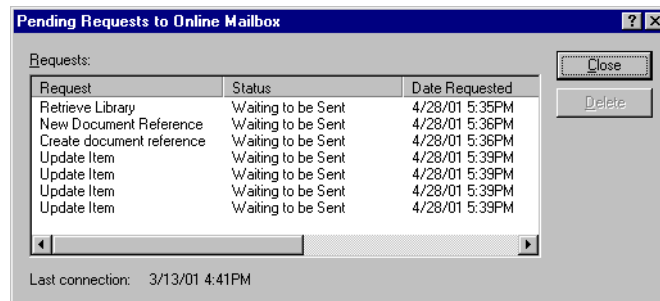 Pending Requests to Online Mailbox
Requests:
Close
Delete
Request Status Date Requested
Retrieve Library Waiting to be Sent 4/28/01 5:35PM
New Document Reference Waiting to be Sent 4/28/01 5:36PM
Create document reference Waiting to be Sent 4/28/01 5:36PM
Update Item Waiting to be Sent 4/28/01 5:39PM
Update Item Waiting to be Sent 4/28/01 5:39PM
Update Item Waiting to be Sent 4/28/01 5:39PM
Update Item Waiting to be Sent 4/28/01 5:39PM
Last connection: 3/13/01 4:41PM